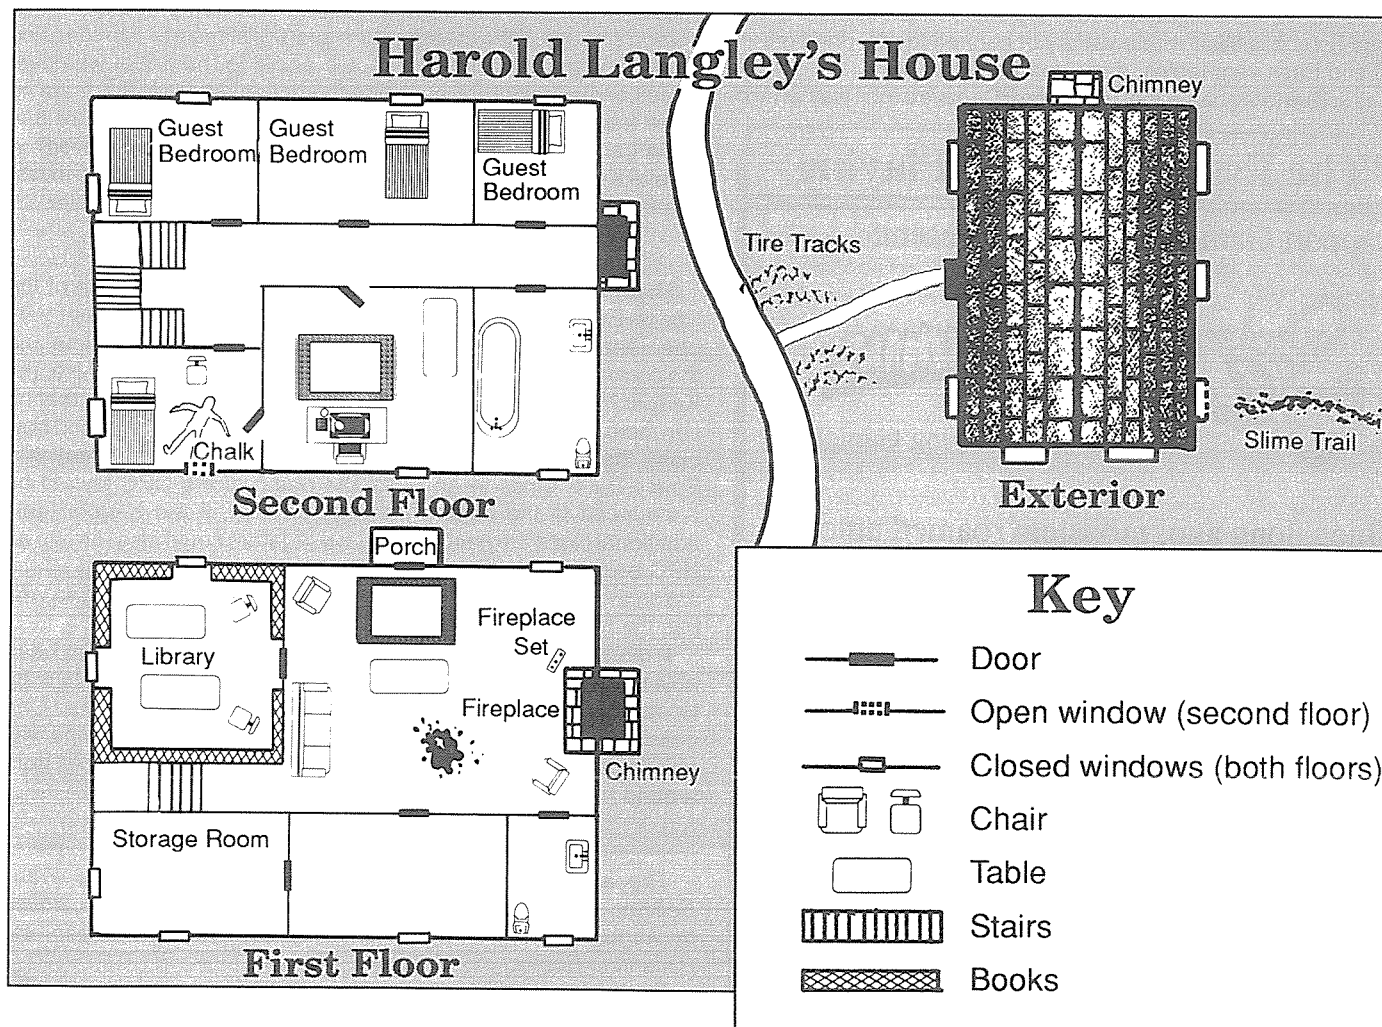 Harold Langley's House
Guest
Bedroom
Guest
Bedroom
Guest
Bedroom
Chalk
Second Floor
Porch
Library
Fireplace
Set
Fireplace
Chimney
Storage Room
First Floor
Chimney
Tire Tracks
Slime Trail
Exterior
Key
Door
Open window (second floor)
Closed windows (both floors)
Chair
Table
Stairs
Books